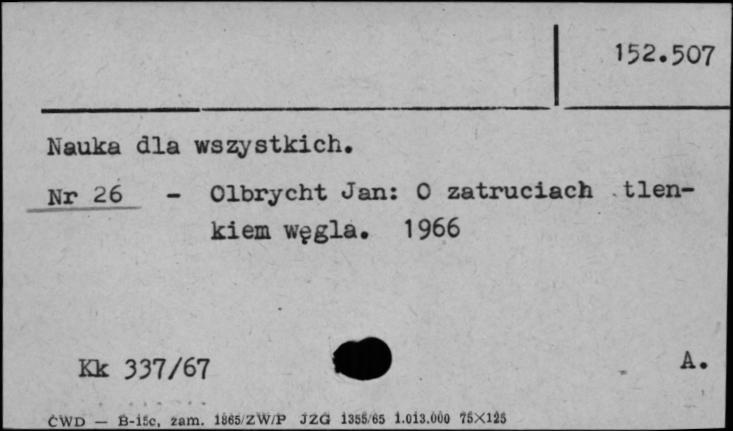 152.507
Nauka dla wszystkich.
Nr 26 - Olbrycht Jan: O zatruciach tlen-
kiem węgla. 1966
Kk 337/67
A.
ĆWD — B-15c, zam. 1865/ZW/P JZG 1355/65 1.013.000 75×125